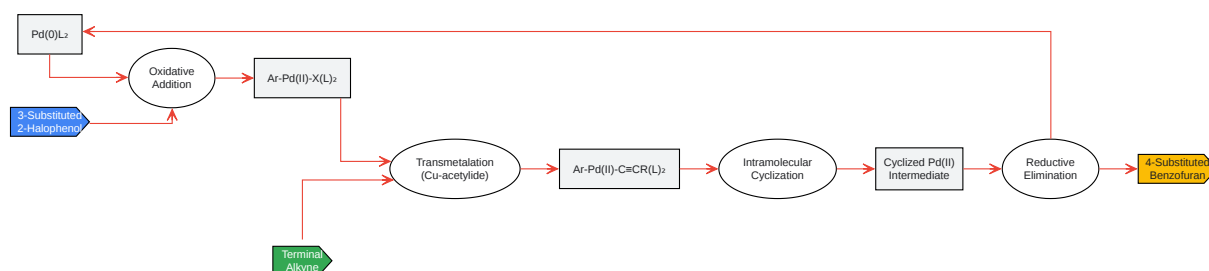 Pd(0)L₂
Oxidative
Addition
Ar-Pd(II)-X(L)₂
3-Substituted
2-Halophenol
Transmetalation
(Cu-acetylide)
Ar-Pd(II)-C≡CR(L)₂
Intramolecular
Cyclization
Cyclized Pd(II)
Intermediate
Reductive
Elimination
4-Substituted
Benzofuran
Terminal
Alkyne